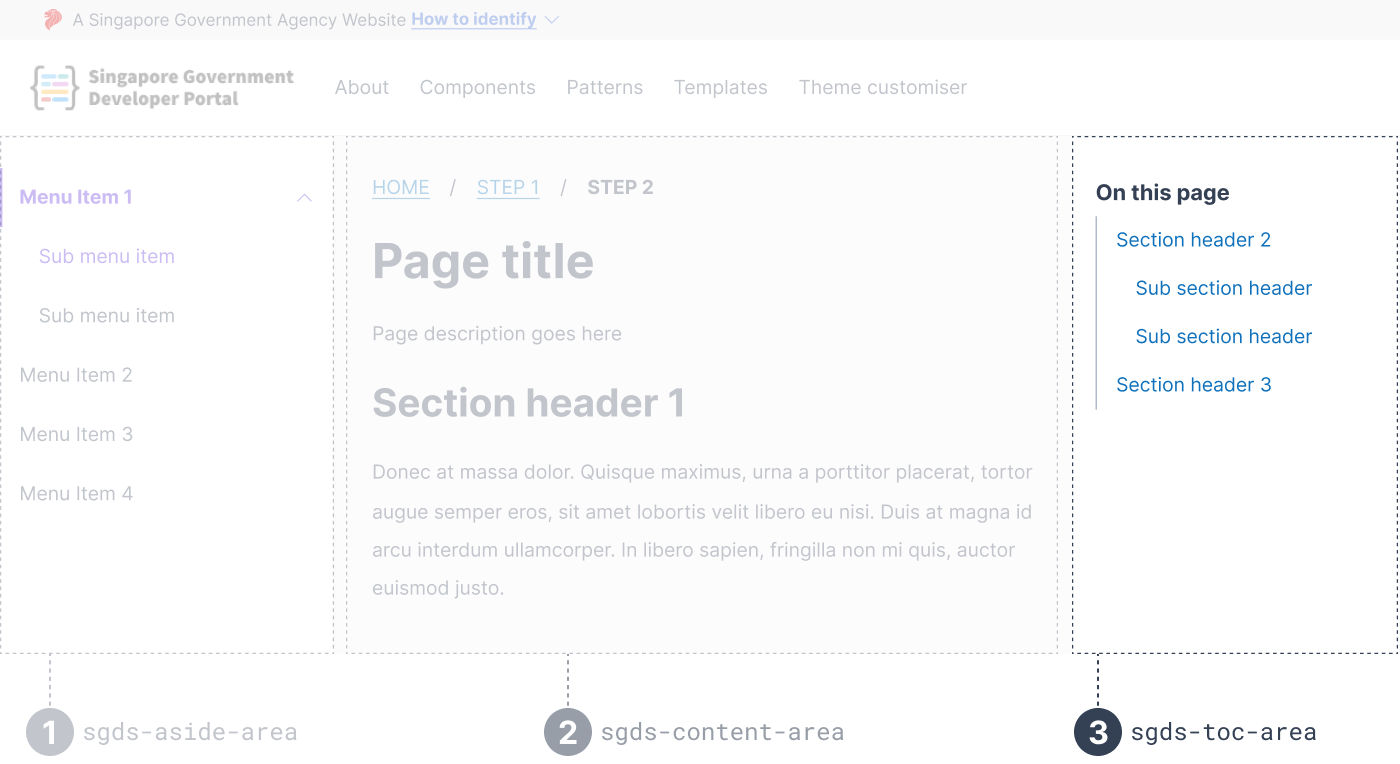 A Singapore Government Agency Website How to identify
Singapore Government
Developer Portal
About Components Patterns Templates Theme customiser
Menu Item 1
Sub menu item
Sub menu item
Menu Item 2
Menu Item 3
Menu Item 4
HOME / STEP 1 / STEP 2
Page title
Page description goes here
Section header 1
Donec at massa dolor. Quisque maximus, urna a porttitor placerat, tortor
augue semper eros, sit amet lobortis velit libero eu nisi. Duis at magna id
arcu interdum ullamcorper. In libero sapien, fringilla non mi quis, auctor
euismod justo.
On this page
Section header 2
Sub section header
Sub section header
Section header 3
1 sgds-aside-area
2 sgds-content-area
3 sgds-toc-area